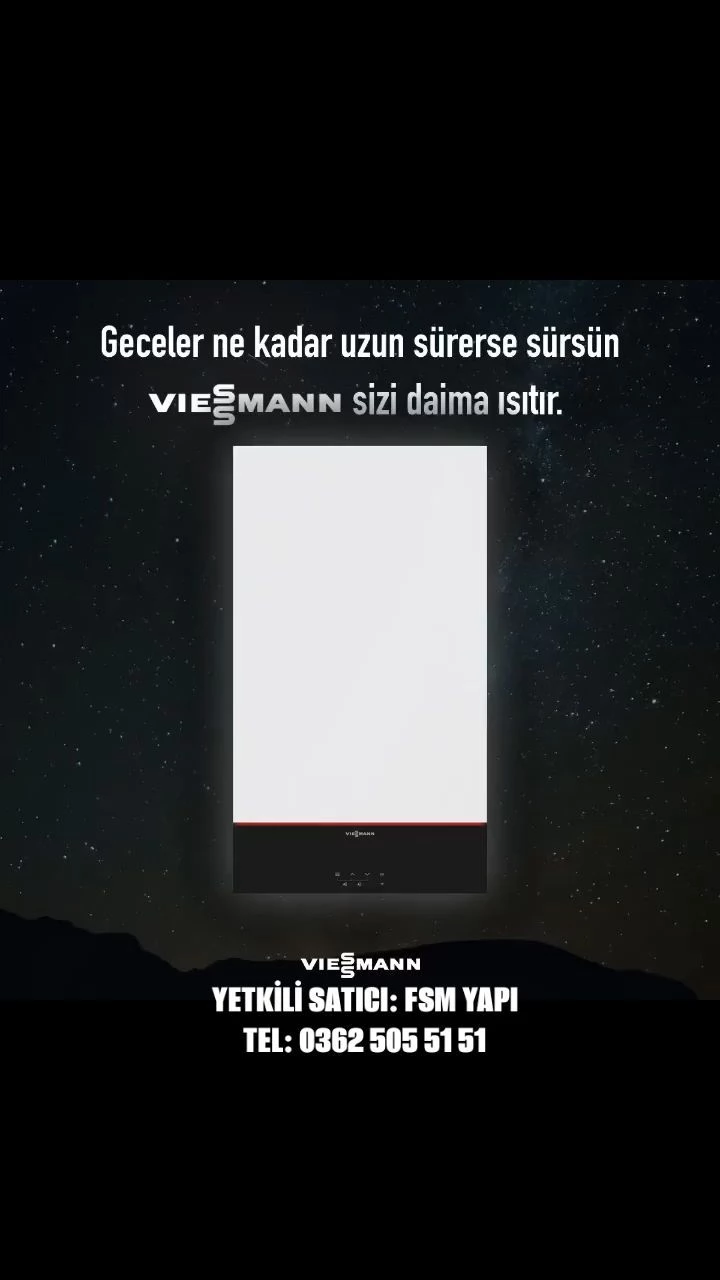 Geceler ne kadar uzun sürerse sürsün
VIESSMANN sizi daima ısıtır.
VIESSMANN
VIESSMANN
YETKİLİ SATICI: FSM YAPI
TEL: 0362 505 51 51